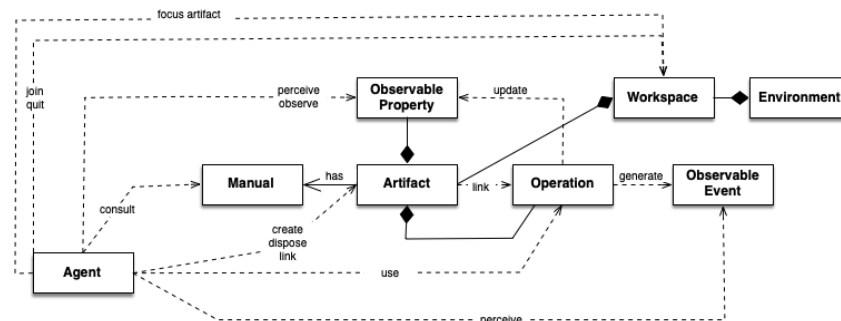 focus artifact
join
quit
perceive
observe
Observable
Property
update
Workspace
Environment
Manual
has
Artifact
link
Operation
generate
Observable
Event
consult
create
dispose
link
Agent
use
perceive